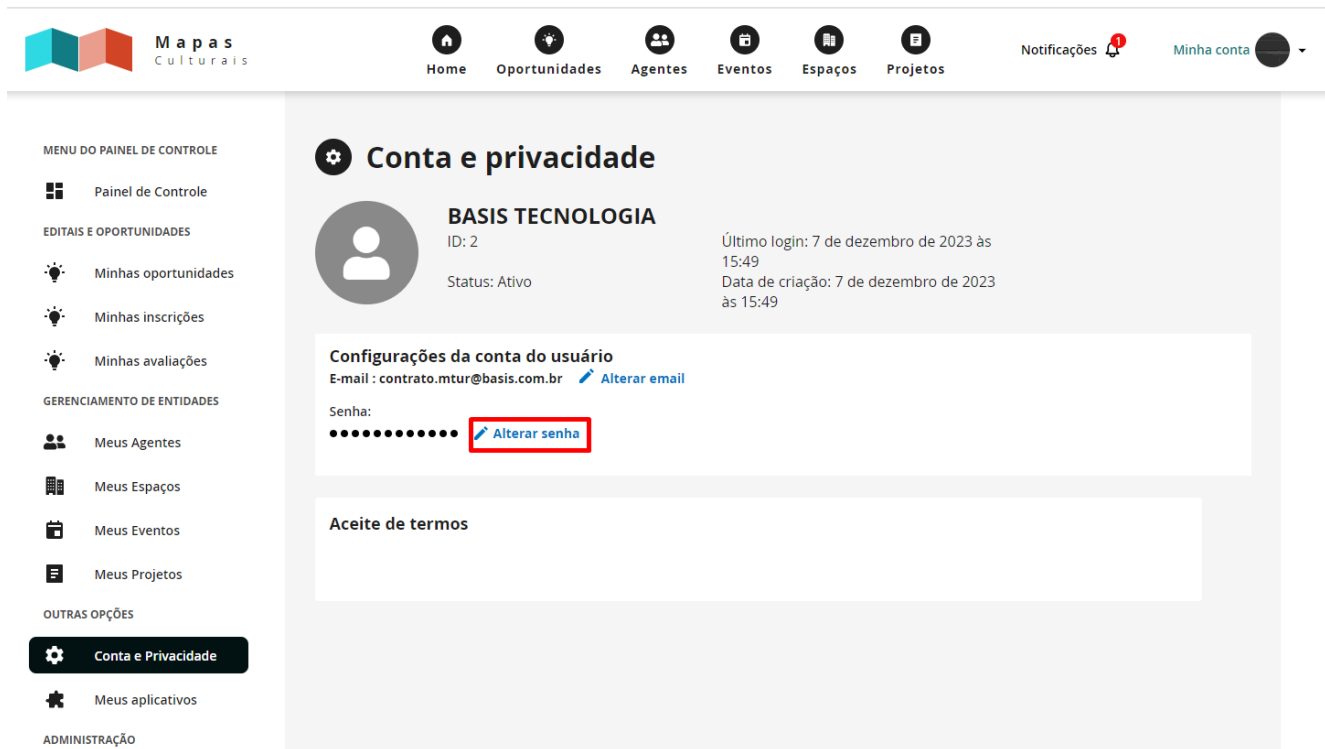 Mapas
Culturais
Home
Oportunidades
Agentes
Eventos
Espaços
Projetos
Notificações
1
Minha conta
MENU DO PAINEL DE CONTROLE
Painel de Controle
EDITAIS E OPORTUNIDADES
Minhas oportunidades
Minhas inscrições
Minhas avaliações
GERENCIAMENTO DE ENTIDADES
Meus Agentes
Meus Espaços
Meus Eventos
Meus Projetos
OUTRAS OPÇÕES
Conta e Privacidade
Meus aplicativos
ADMINISTRAÇÃO
Conta e privacidade
BASIS TECNOLOGIA
ID: 2
Status: Ativo
Último login: 7 de dezembro de 2023 às
15:49
Data de criação: 7 de dezembro de 2023
às 15:49
Configurações da conta do usuário
E-mail : contrato.mtur@basis.com.br Alterar email
Senha:
●●●●●●●●●●●● Alterar senha
Aceite de termos